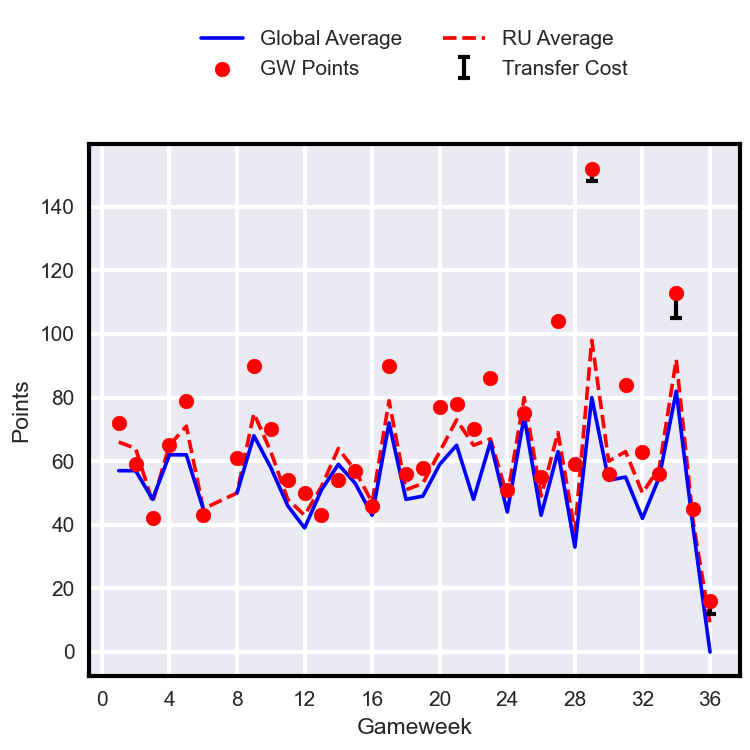 Global Average
RU Average
GW Points
Transfer Cost
Points
140
120
100
80
60
40
20
0
0 4 8 12 16 20 24 28 32 36
Gameweek